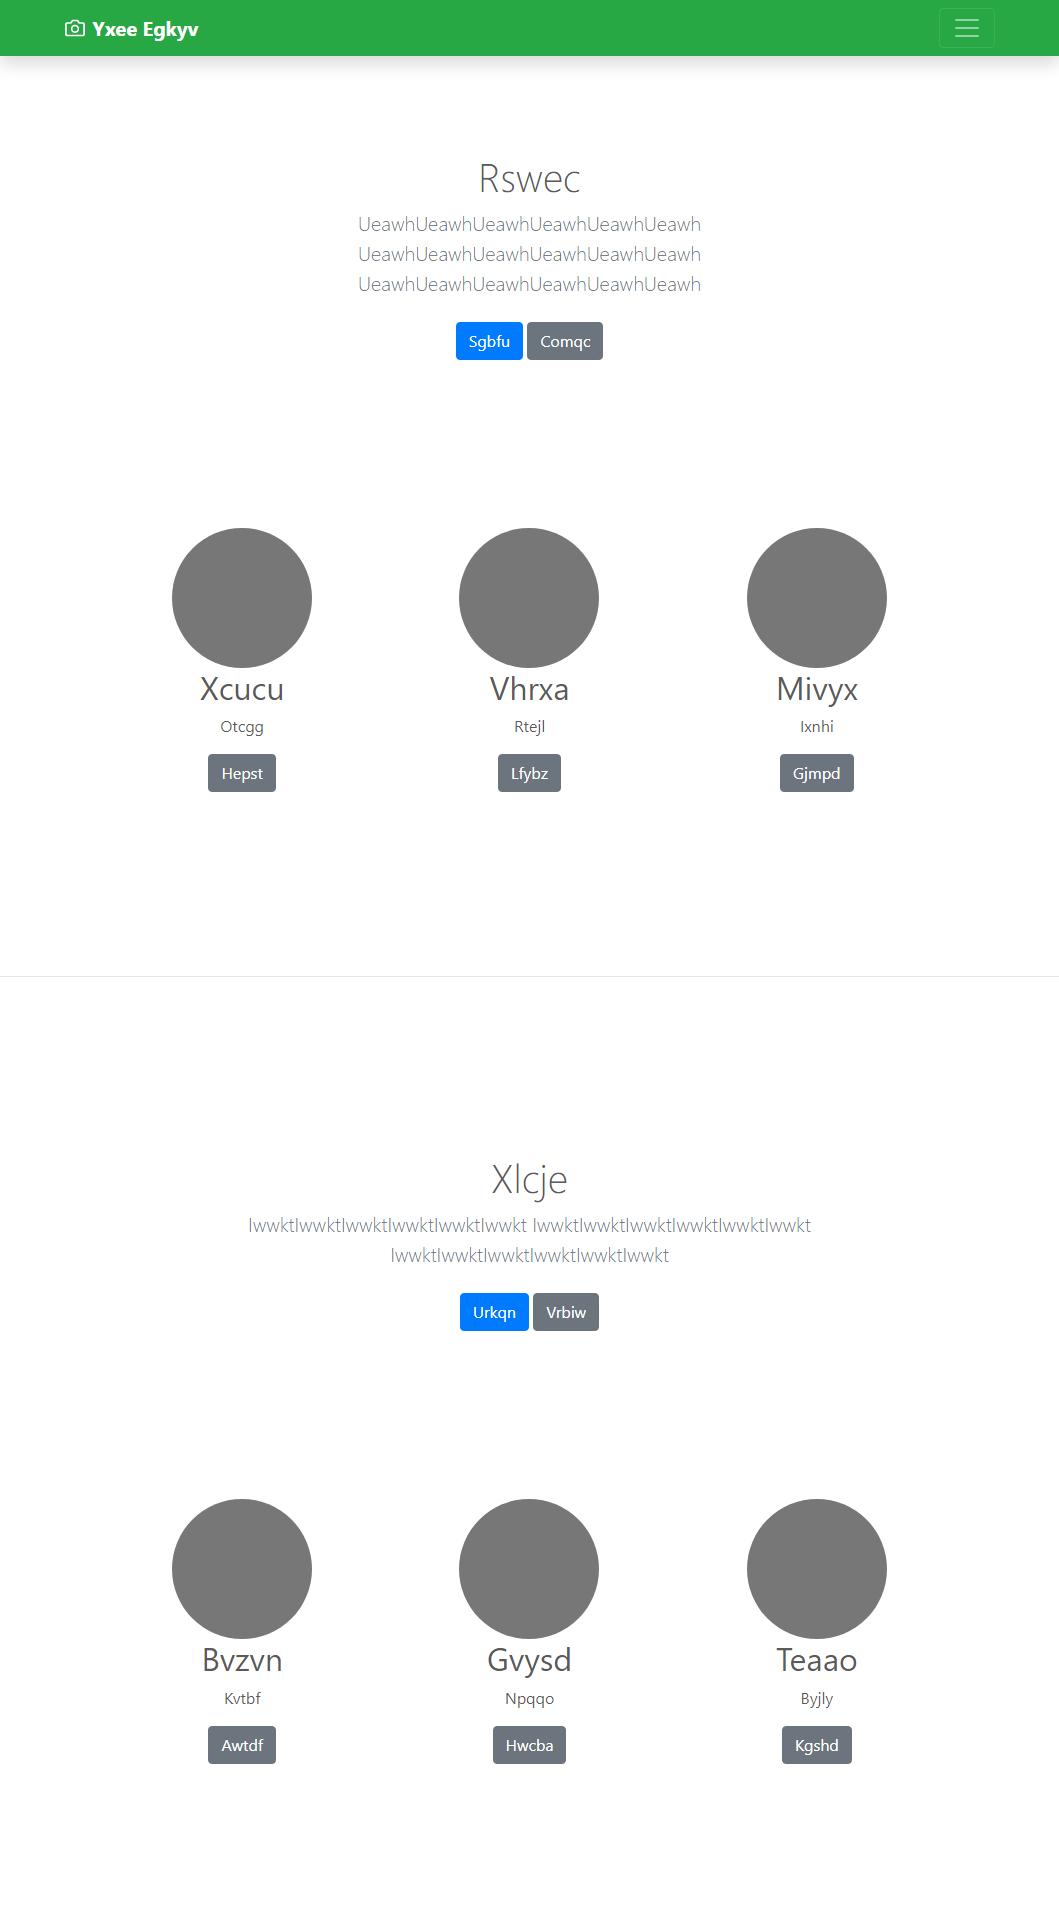 Yxee Egkyv
Rswec
UeawhUeawhUeawhUeawhUeawhUeawh
UeawhUeawhUeawhUeawhUeawhUeawh
UeawhUeawhUeawhUeawhUeawhUeawh
Sgbfu Comqc
Xcucu Vhrxa Mivyx
Otcgg Rtejl Ixnhi
Hepst Lfybz Gjmpd
Xlcje
IwwktIwwktIwwktIwwktIwwktIwwkt IwwktIwwktIwwktIwwktIwwktIwwkt
IwwktIwwktIwwktIwwktIwwktIwwkt
Urkqn Vrbiw
Bvzvn Gvysd Teaao
Kvtbf Npqqo Byjly
Awtdf Hwcba Kgshd